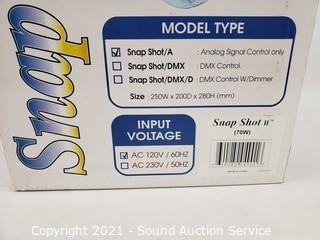 Snap
MODEL TYPE
Snap Shot/A : Analog Signal Control only
Snap Shot/DMX : DMX Control.
Snap Shot/DMX/D : DMX Control W/Dimmer
Size : 250W x 200D x 280H (mm)
INPUT
VOLTAGE
AC 120V / 60HZ
AC 230V / 50HZ
Snap Shot II™
(70W)
Copyright 2021 - Sound Auction Service